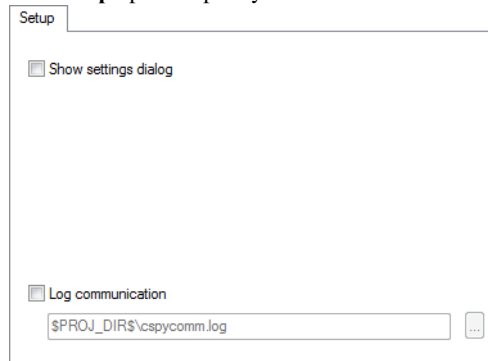 Setup
Show settings dialog
Log communication
$PROJ_DIR$\cspycomm.log
...